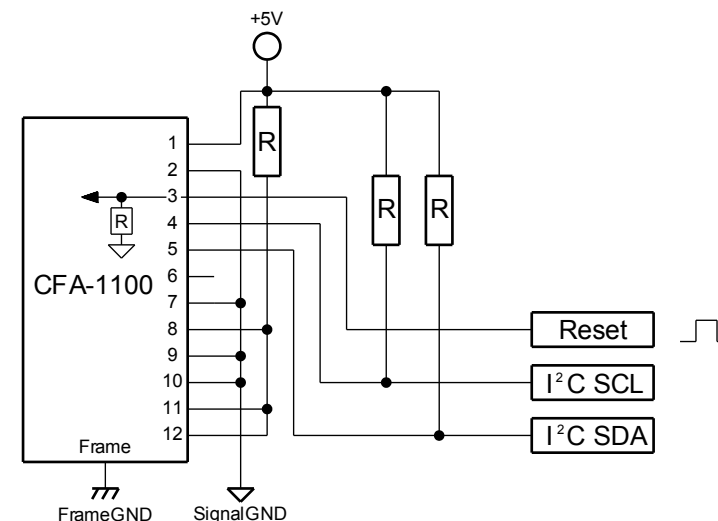 +5V
1
R
2
3
R
4
R
R
5
6
CFA-1100
7
8
Reset
9
10
I²C SCL
11
12
I²C SDA
Frame
FrameGND
SignalGND